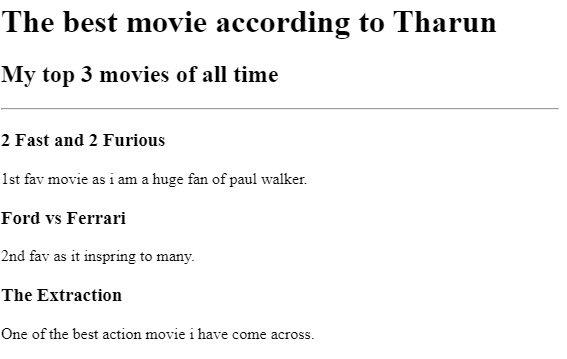 The best movie according to Tharun
My top 3 movies of all time
2 Fast and 2 Furious
1st fav movie as i am a huge fan of paul walker.
Ford vs Ferrari
2nd fav as it inspring to many.
The Extraction
One of the best action movie i have come across.